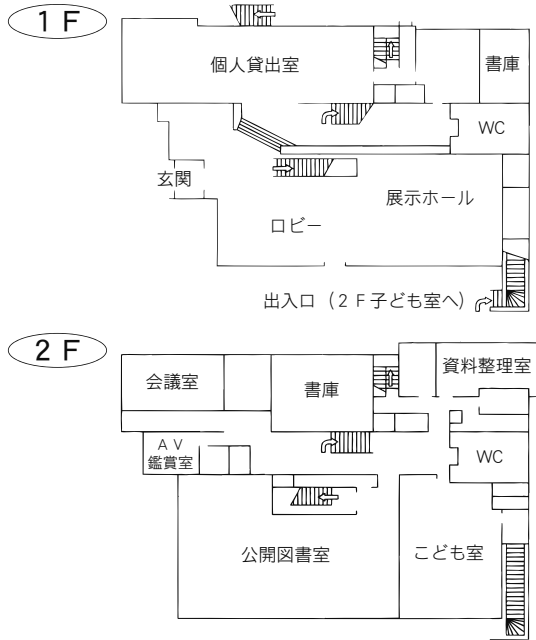 1 F
個人貸出室
書庫
WC
玄関
展示ホール
ロビー
出入口 (2F子ども室へ)
2 F
会議室
書庫
資料整理室
AV
鑑賞室
WC
公開図書室
こども室